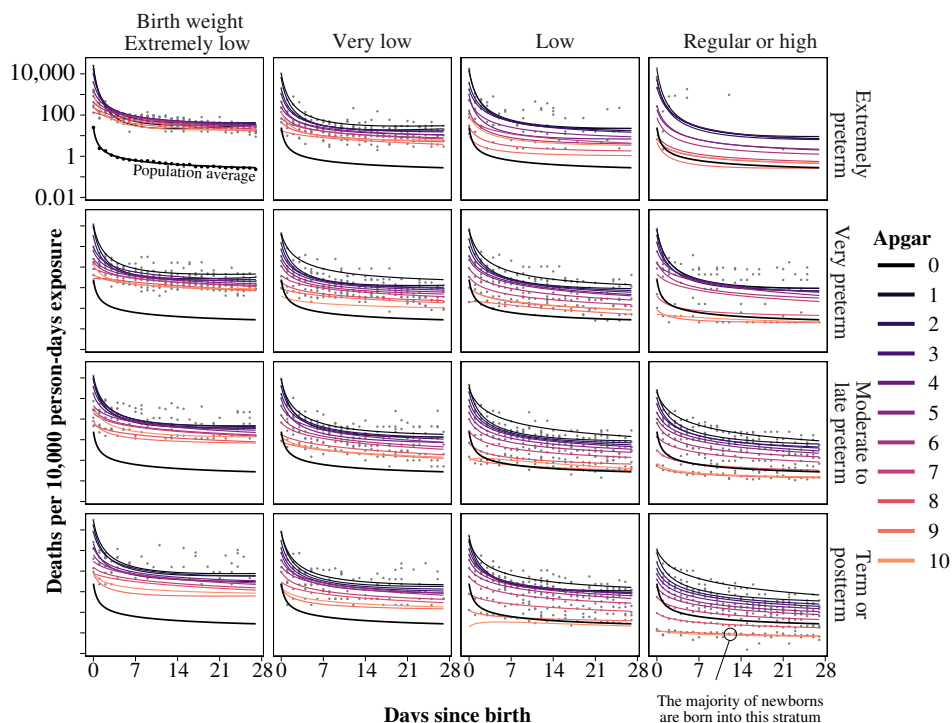 Birth weight
Extremely low
Very low
Low
Regular or high
10,000
100
1
0.01
Population average
Extremely
preterm
Very preterm
Moderate to
late preterm
Term or
postterm
Deaths per 10,000 person-days exposure
Apgar
0
1
2
3
4
5
6
7
8
9
10
0 7 14 21 28 0 7 14 21 28 0 7 14 21 28 0 7 14 21 28
The majority of newborns
are born into this stratum
Days since birth